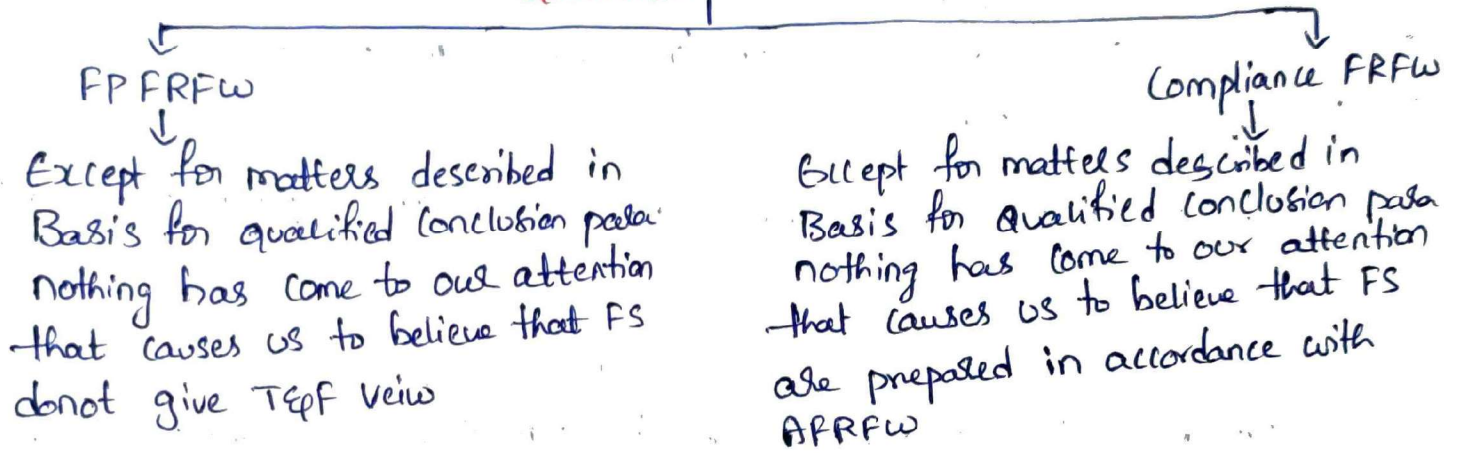 FP FRFW
Except for matters described in
Basis for qualified Conclusion para
nothing has come to our attention
that causes us to believe that FS
donot give T&F veiw
Compliance FRFW
Except for matters described in
Basis for Qualified Conclusion para
nothing has come to our attention
that causes us to believe that FS
are prepared in accordance with
AFRFW